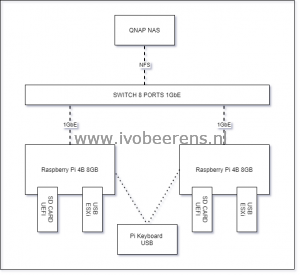 QNAP NAS
NFS
SWITCH 8 PORTS 1GbE
1GbE
1GbE
www.ivobeerens.nl
Raspberry Pi 4B 8GB
Raspberry Pi 4B 8GB
SD CARD
UEFI
USB
ESXi
SD CARD
UEFI
USB
ESXi
Pi Keyboard
USB